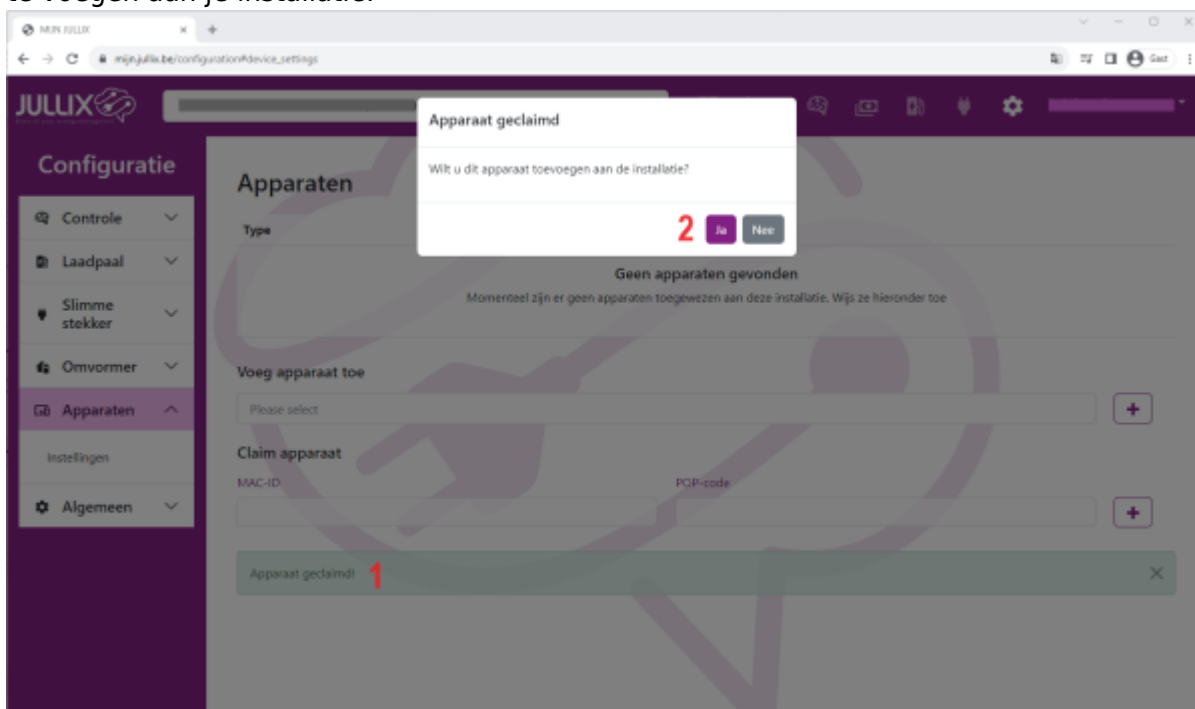 te voegen aan je installatie.
MIJN JULLIX
mijn.jullix.be/configuration#device_settings
Gast
JULLIX
Apparaat geclaimd
Wilt u dit apparaat toevoegen aan de installatie?
2 Ja Nee
Configuratie
Controle
Laadpaal
Slimme
stekker
Omvormer
Apparaten
Instellingen
Algemeen
Apparaten
Type
Geen apparaten gevonden
Momenteel zijn er geen apparaten toegewezen aan deze installatie. Wijs ze hieronder toe
Voeg apparaat toe
Please select
Claim apparaat
MAC-ID POP-code
Apparaat geclaimd! 1